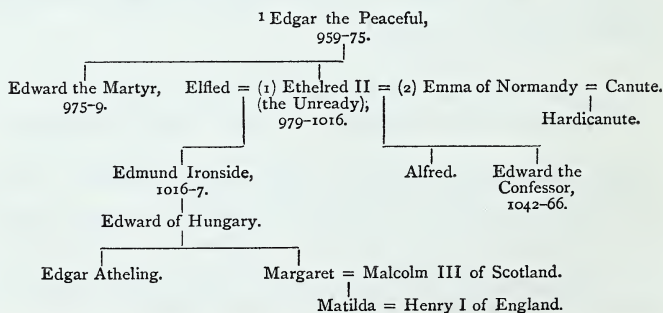 ¹ Edgar the Peaceful,
959-75.
Edward the Martyr, Elfled = (1) Ethelred II = (2) Emma of Normandy = Canute.
975-9. (the Unready);
979-1016. Hardicanute.
Edmund Ironside, Alfred. Edward the
1016-7. Confessor,
1042-66.
Edward of Hungary.
Edgar Atheling. Margaret = Malcolm III of Scotland.
Matilda = Henry I of England.